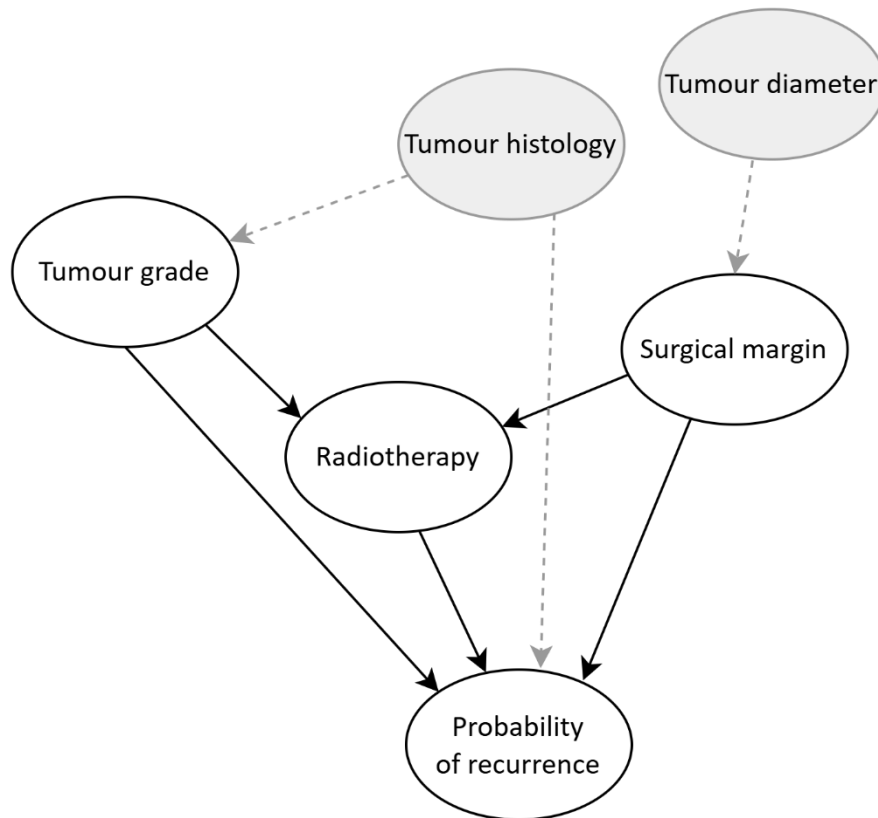 Tumour diameter
Tumour histology
Tumour grade
Surgical margin
Radiotherapy
Probability
of recurrence